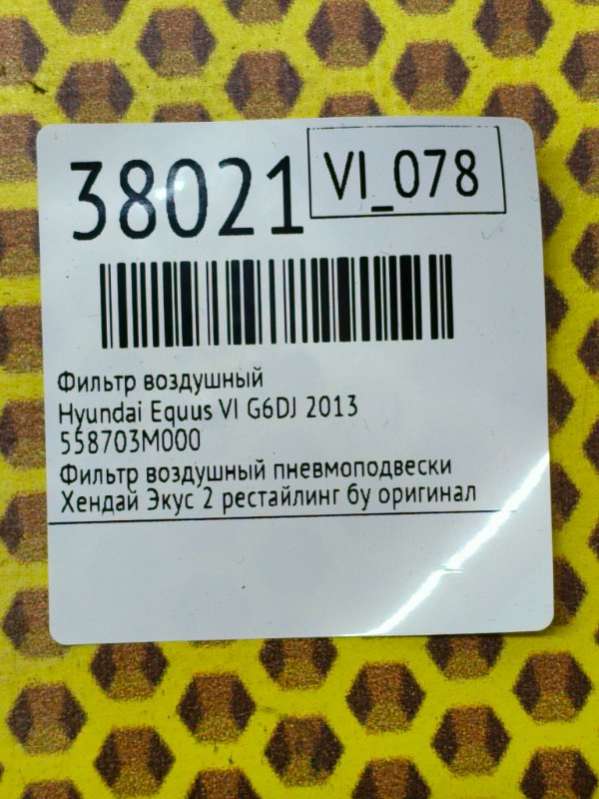 38021
VI_078
Фильтр воздушный
Hyundai Equus VI G6DJ 2013
558703M000
Фильтр воздушный пневмоподвески
Хендай Экус 2 рестайлинг бу оригинал